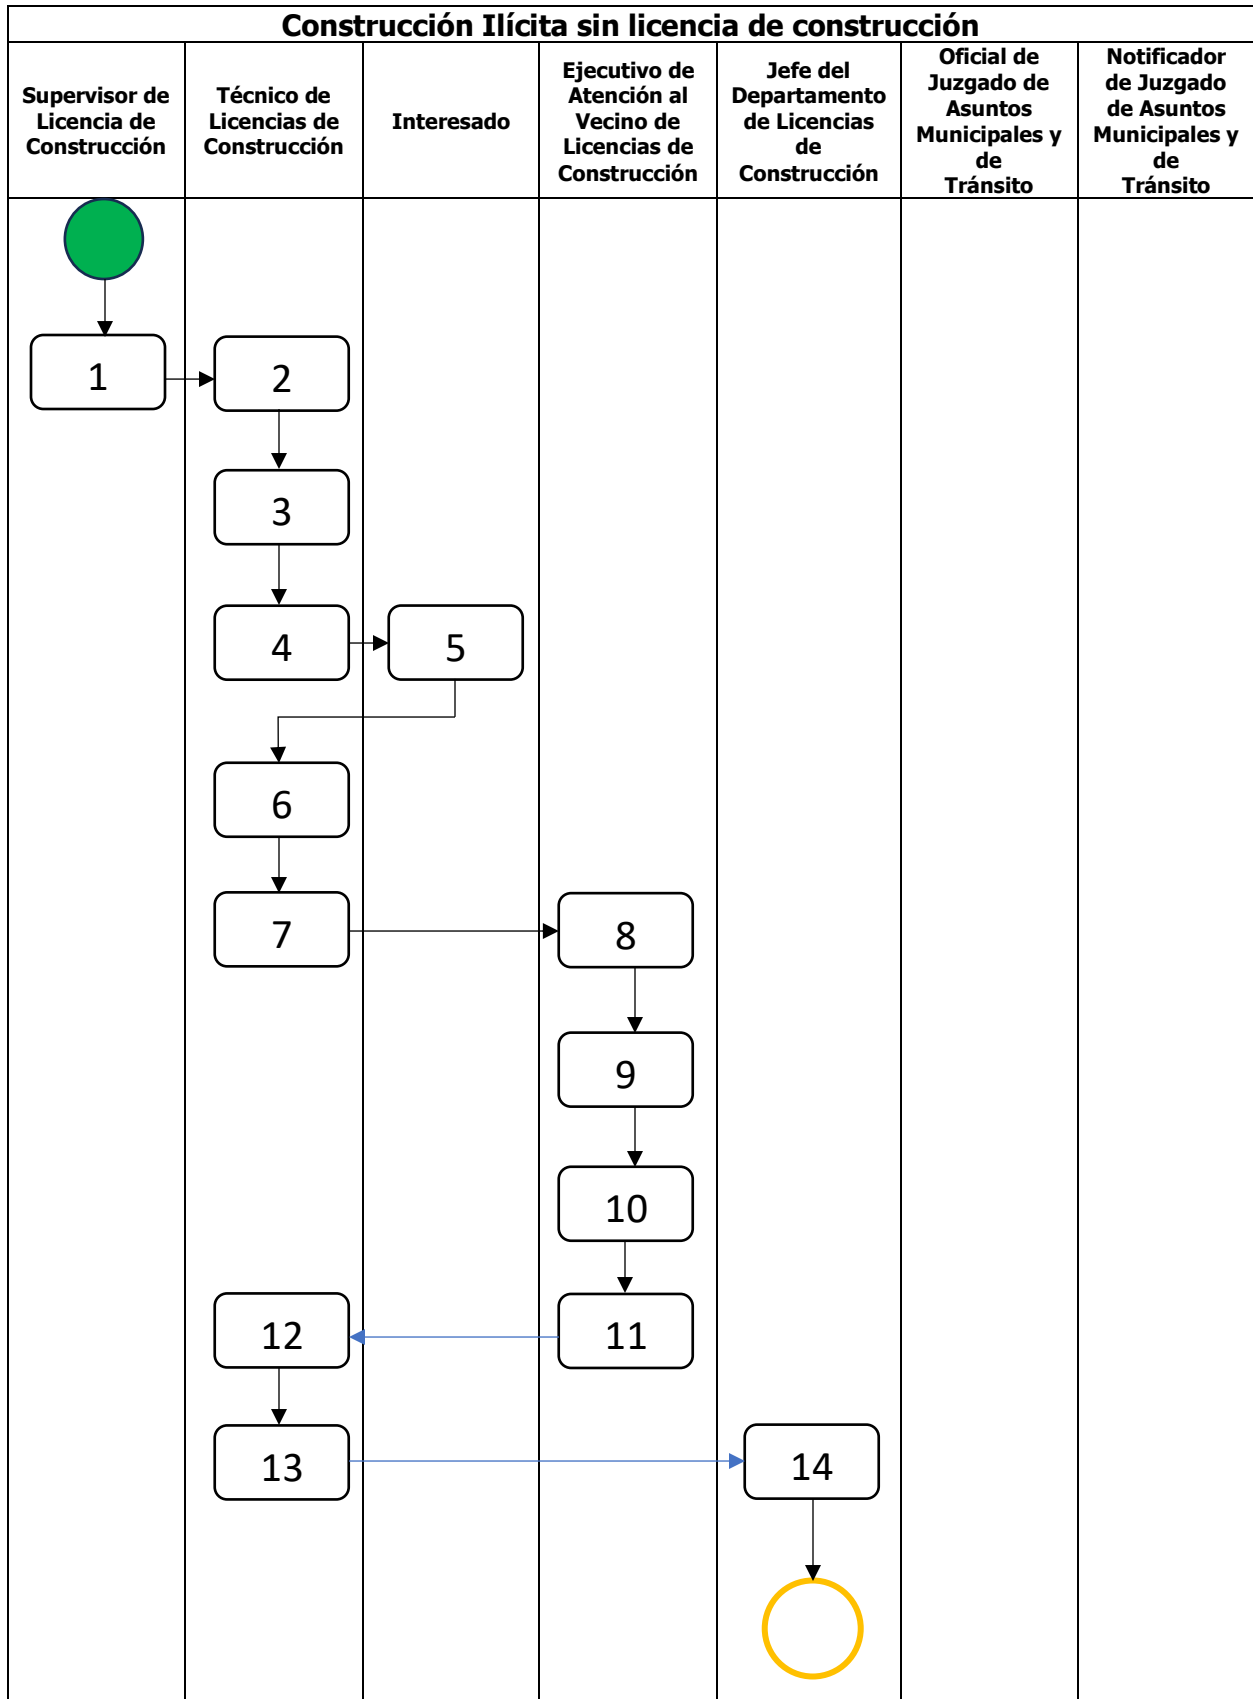 Construcción Ilícita sin licencia de construcción
Supervisor de
Licencia de
Construcción
Técnico de
Licencias de
Construcción
Interesado
Ejecutivo de
Atención al
Vecino de
Licencias de
Construcción
Jefe del
Departamento
de Licencias
de
Construcción
Oficial de
Juzgado de
Asuntos
Municipales y
de
Tránsito
Notificador
de Juzgado
de Asuntos
Municipales y
de
Tránsito
1
2
3
4
5
6
7
8
9
10
11
12
13
14